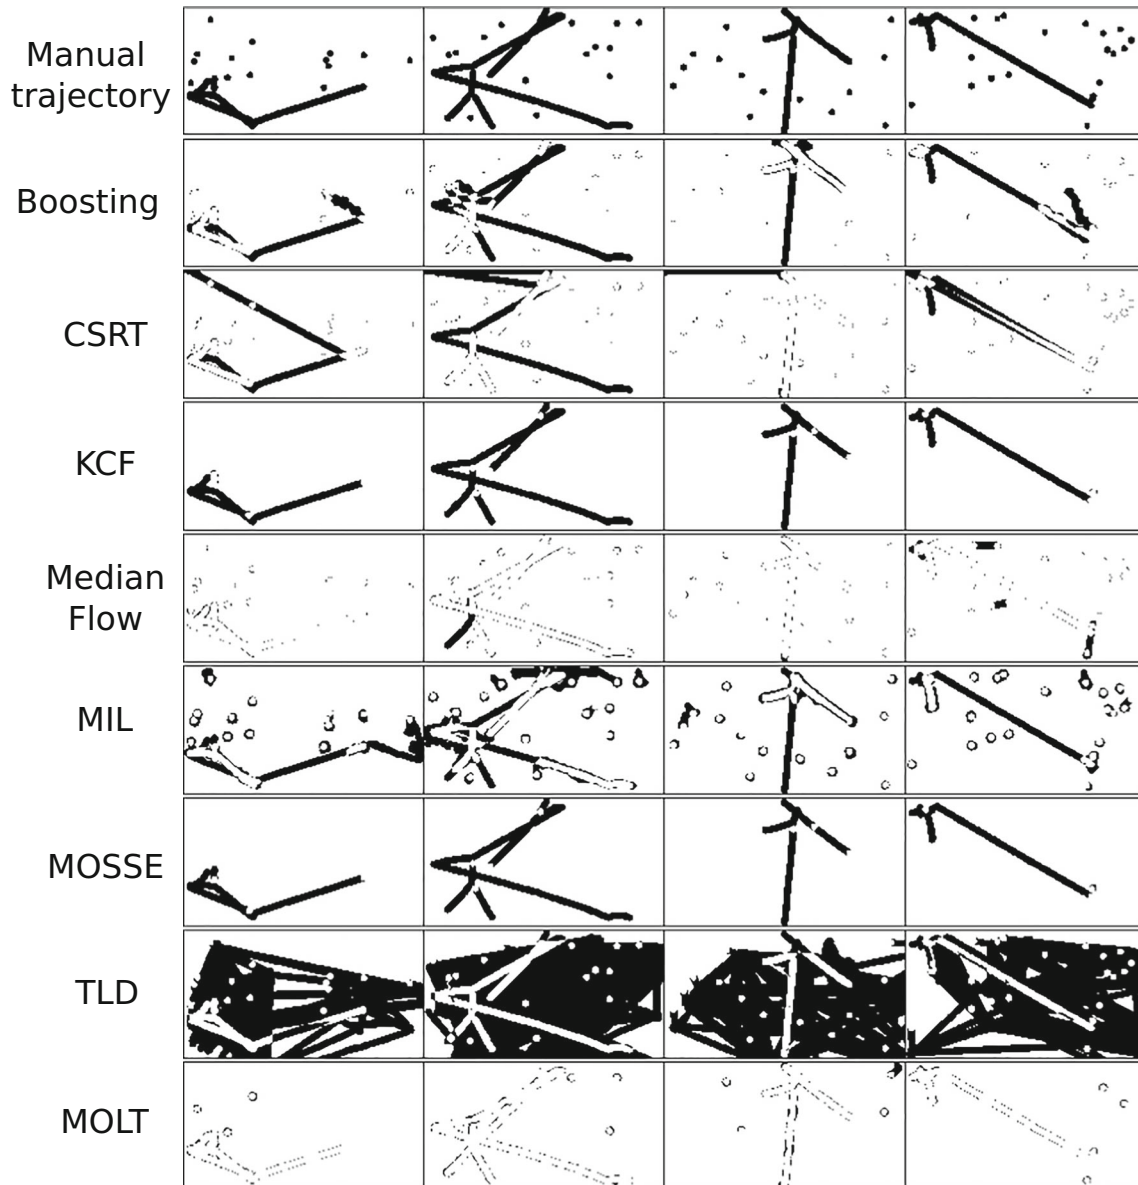 Manual
trajectory
Boosting
CSRT
KCF
Median
Flow
MIL
MOSSE
TLD
MOLT